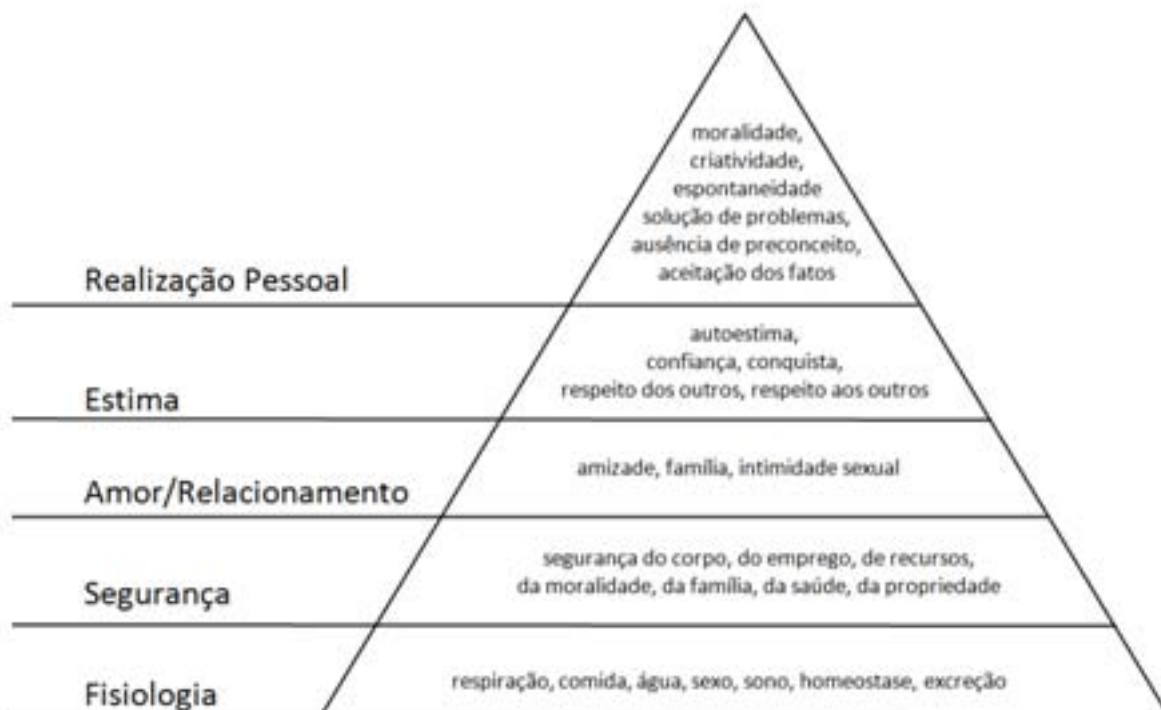 moralidade,
criatividade,
espontaneidade
solução de problemas,
ausência de preconceito,
aceitação dos fatos
Realização Pessoal
autoestima,
confiança, conquista,
respeito dos outros, respeito aos outros
Estima
amizade, família, intimidade sexual
Amor/Relacionamento
segurança do corpo, do emprego, de recursos,
da moralidade, da família, da saúde, da propriedade
Segurança
respiração, comida, água, sexo, sono, homeostase, excreção
Fisiologia